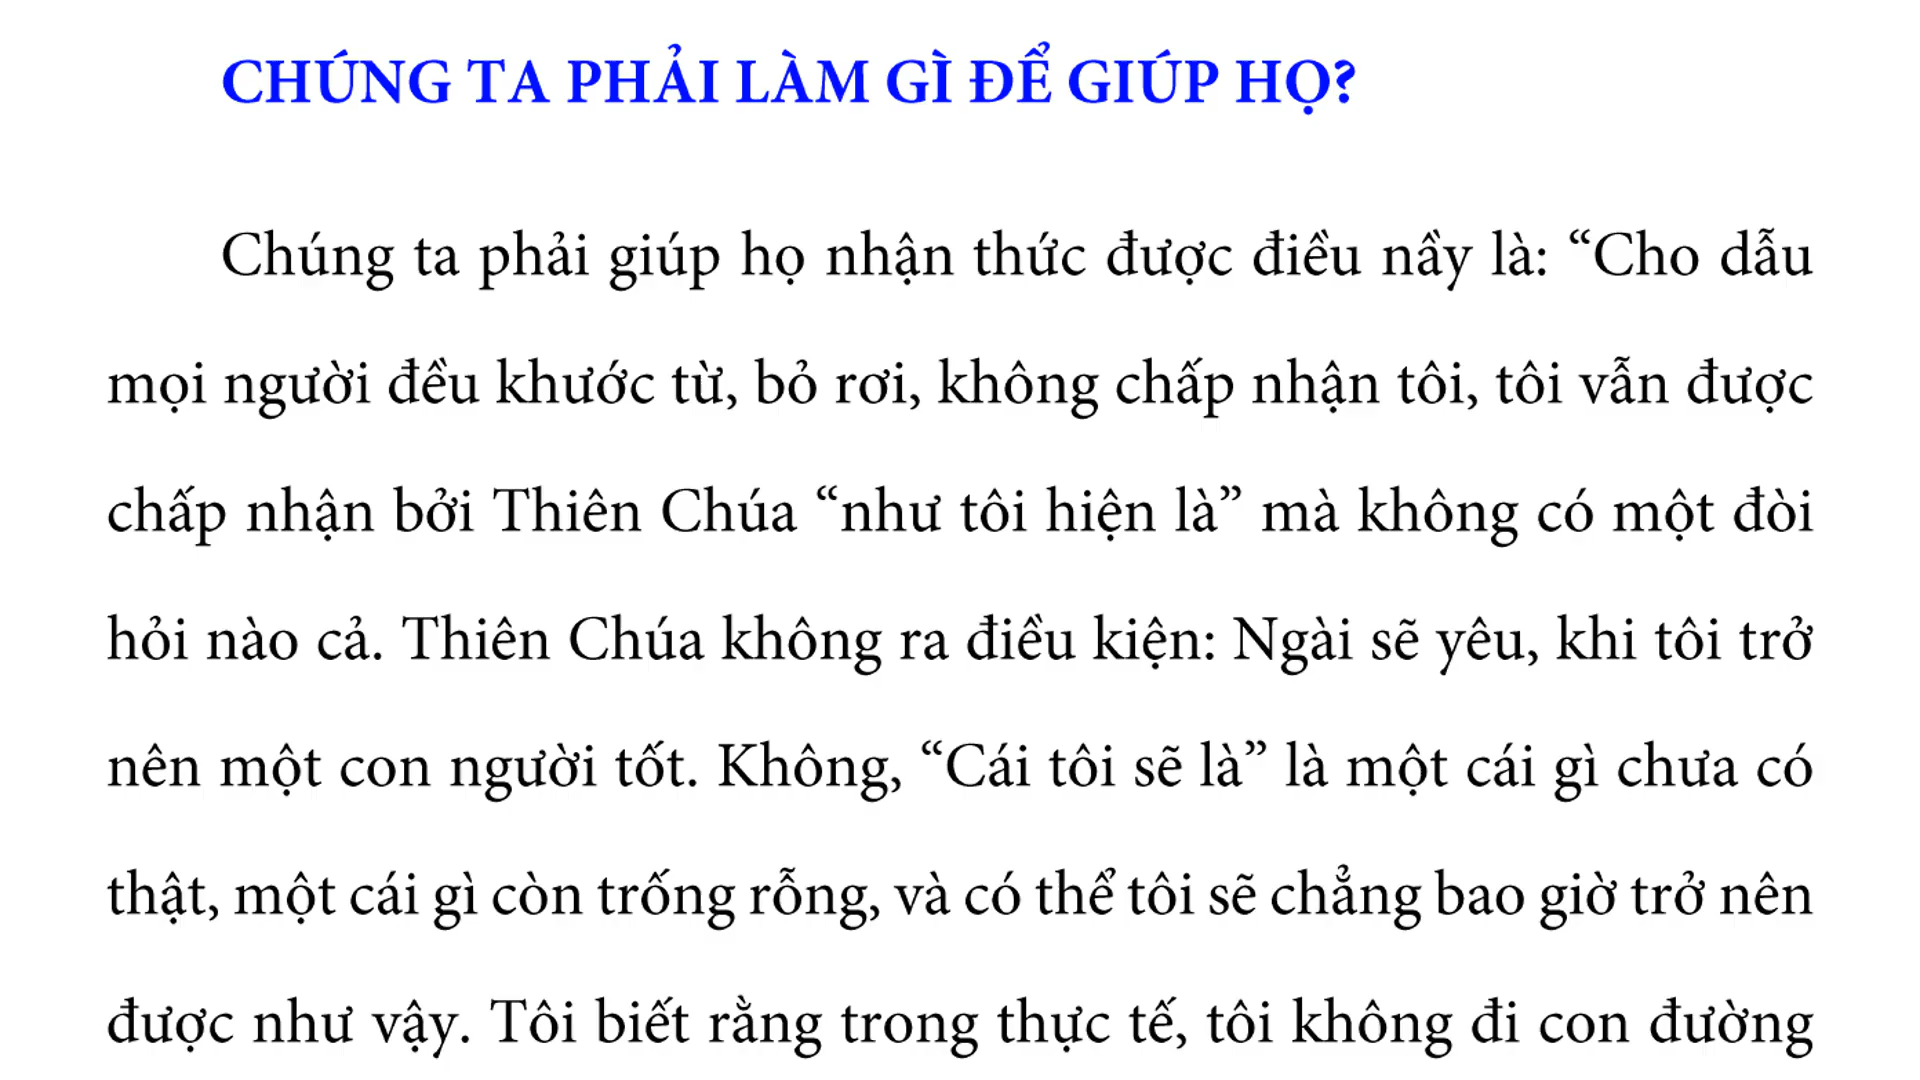 CHÚNG TA PHẢI LÀM GÌ ĐỂ GIÚP HỌ?
Chúng ta phải giúp họ nhận thức được điều nầy là: “Cho dẫu
mọi người đều khước từ, bỏ rơi, không chấp nhận tôi, tôi vẫn được
chấp nhận bởi Thiên Chúa “như tôi hiện là” mà không có một đòi
hỏi nào cả. Thiên Chúa không ra điều kiện: Ngài sẽ yêu, khi tôi trở
nên một con người tốt. Không, “Cái tôi sẽ là” là một cái gì chưa có
thật, một cái gì còn trống rỗng, và có thể tôi sẽ chẳng bao giờ trở nên
được như vậy. Tôi biết rằng trong thực tế, tôi không đi con đường